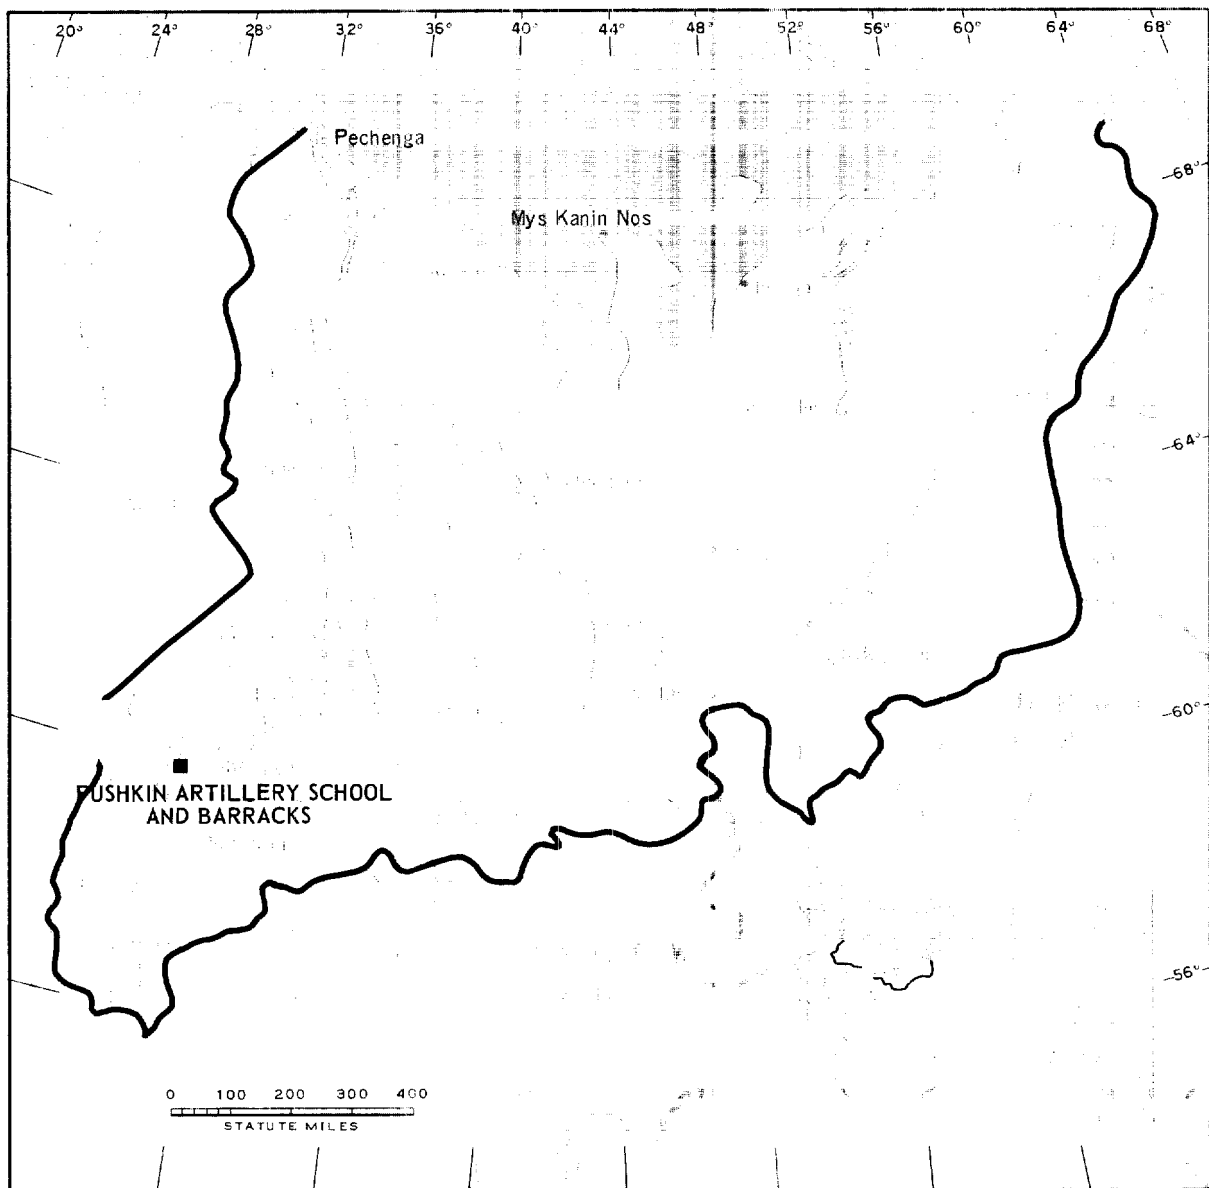 20° 24° 28° 32° 36° 40° 44° 48° 52° 56° 60° 64° 68°
Pechenga
68°
Mys Kanin Nos
64°
60°
PUSHKIN ARTILLERY SCHOOL
AND BARRACKS
56°
0 100 200 300 400
STATUTE MILES